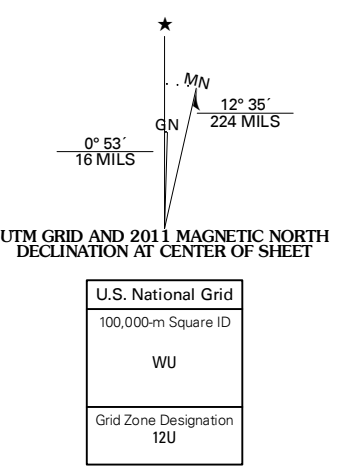 ★
MN
GN
12° 35´
224 MILS
0° 53´
16 MILS
UTM GRID AND 2011 MAGNETIC NORTH
DECLINATION AT CENTER OF SHEET
U.S. National Grid
100,000-m Square ID
WU
Grid Zone Designation
12U